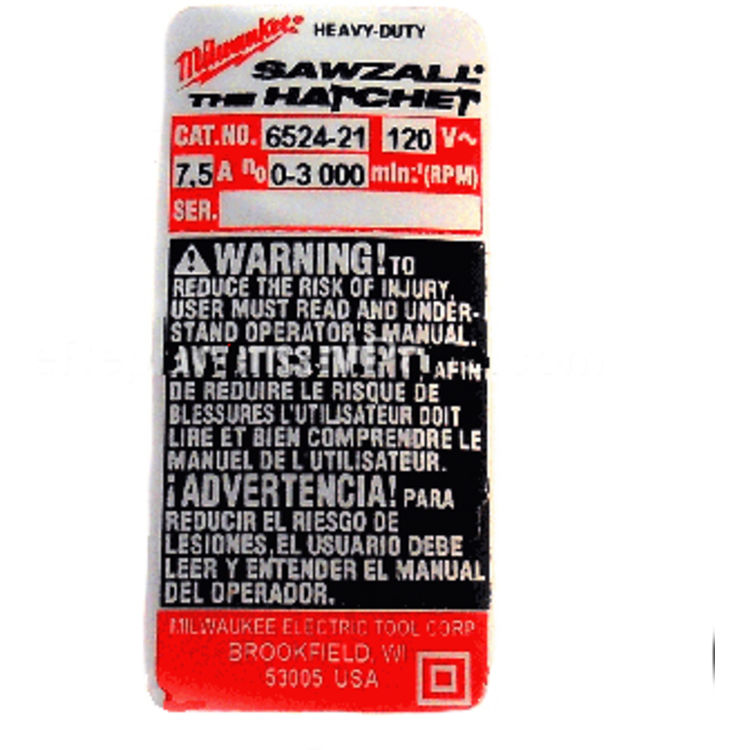 Milwaukee HEAVY-DUTY
SAWZALL®
THE HATCHET
CAT.NO. 6524-21 120 V~
7,5 A n0 0-3 000 min:¹(RPM)
SER.
⚠ WARNING! TO
REDUCE THE RISK OF INJURY,
USER MUST READ AND UNDER-
STAND OPERATOR'S MANUAL.
AVERTISSEMENT! AFIN
DE REDUIRE LE RISQUE DE
BLESSURES L'UTILISATEUR DOIT
LIRE ET BIEN COMPRENDRE LE
MANUEL DE L'UTILISATEUR.
¡ADVERTENCIA! PARA
REDUCIR EL RIESGO DE
LESIONES, EL USUARIO DEBE
LEER Y ENTENDER EL MANUAL
DEL OPERADOR.
MILWAUKEE ELECTRIC TOOL CORP.
BROOKFIELD, WI
53005 USA